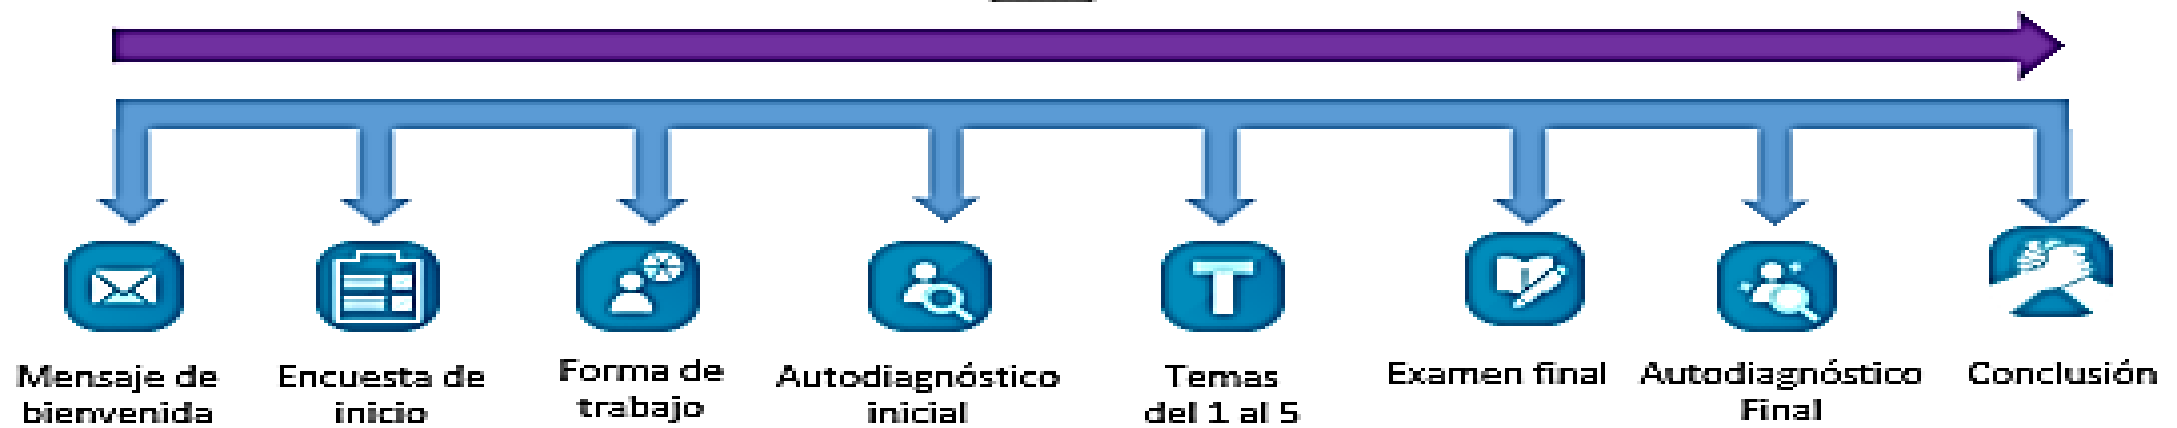 Mensaje de
bienvenida
Encuesta de
inicio
Forma de
trabajo
Autodiagnóstico
inicial
T
Temas
del 1 al 5
Examen final
Autodiagnóstico
Final
Conclusión